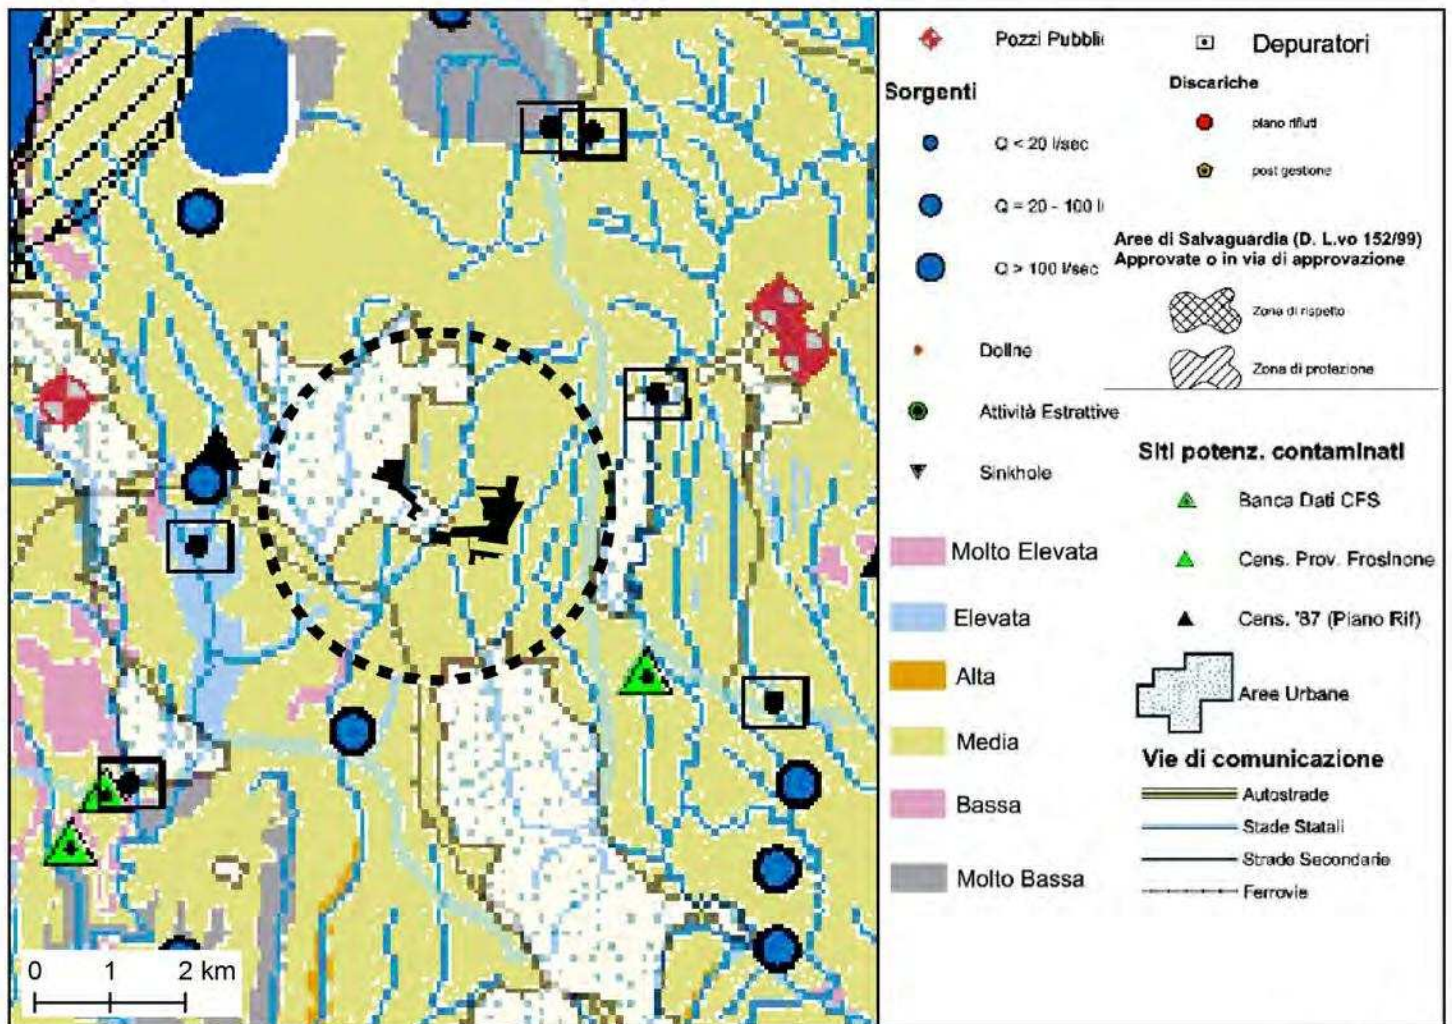 Pozzi Pubbli
Sorgenti
Q < 20 l/sec
Q = 20 - 100 l
Q > 100 l/sec
Doline
Attività Estrattive
Sinkhole
Molto Elevata
Elevata
Alta
Media
Bassa
Molto Bassa
Depuratori
Discariche
piano rifiuti
post gestione
Aree di Salvaguardia (D. L.vo 152/99)
Approvate o in via di approvazione
Zona di rispetto
Zona di protezione
Siti potenz. contaminati
Banca Dati CFS
Cens. Prov. Frosinone
Cens. '87 (Piano Rif)
Aree Urbane
Vie di comunicazione
Autostrade
Stade Statali
Strade Secondarie
Ferrovie
0 1 2 km